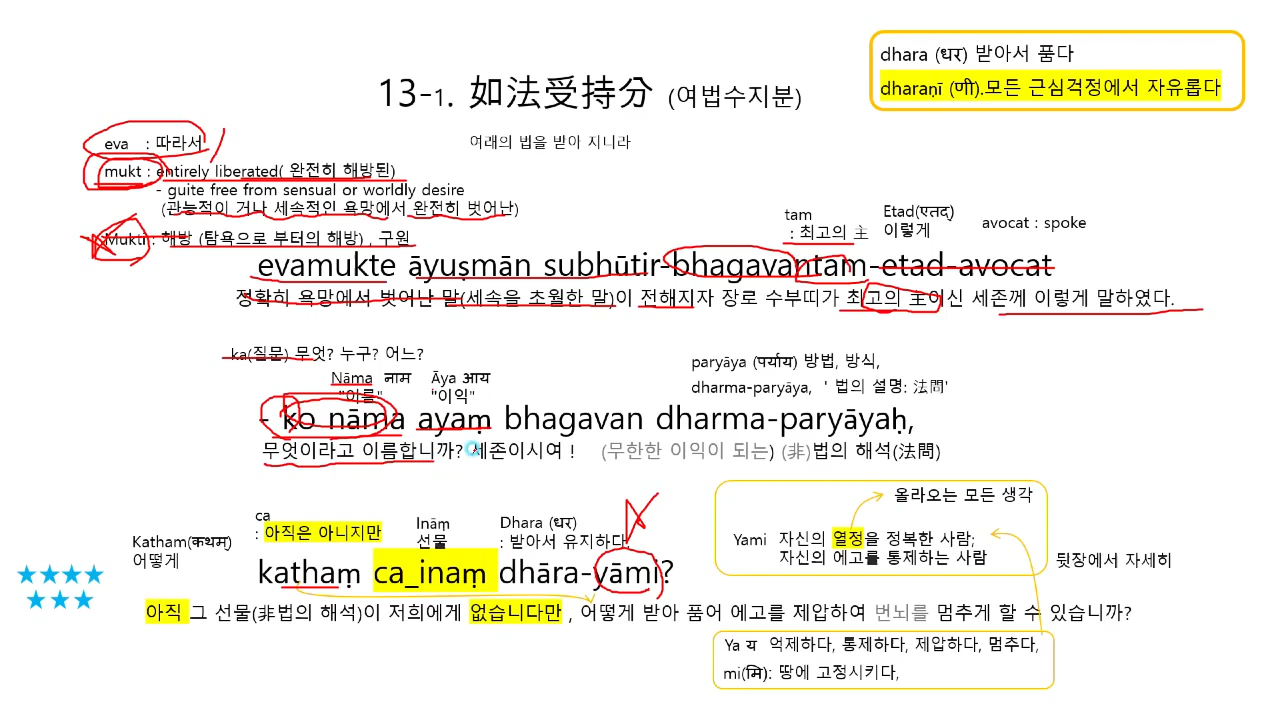 dhara (धर) 받아서 품다
dharaṇī (णी).모든 근심걱정에서 자유롭다
13-1. 如法受持分 (여법수지분)
여래의 법을 받아 지니라
eva : 따라서
mukt : entirely liberated( 완전히 해방된)
- guite free from sensual or worldly desire
(관능적이 거나 세속적인 욕망에서 완전히 벗어난)
Mukti : 해방 (탐욕으로 부터의 해방) , 구원
tam
: 최고의 主
Etad(एतद्)
이렇게
avocat : spoke
evamukte āyuṣmān subhūtir-bhagavantam-etad-avocat
정확히 욕망에서 벗어난 말(세속을 초월한 말)이 전해지자 장로 수부띠가 최고의 主이신 세존께 이렇게 말하였다.
ka(질문) 무엇? 누구? 어느?
Nāma नाम
"이름"
Āya आय
"이익"
paryāya (पर्याय) 방법, 방식,
dharma-paryāya, ' 법의 설명: 法問'
- ko nāma ayaṃ bhagavan dharma-paryāyaḥ,
무엇이라고 이름합니까? 세존이시여 ! (무한한 이익이 되는) (非)법의 해석(法問)
올라오는 모든 생각
Yami 자신의 열정을 정복한 사람;
자신의 에고를 통제하는 사람
뒷장에서 자세히
Katham(कथम्)
어떻게
ca
: 아직은 아니지만
Ināṃ
선물
Dhara (धर)
: 받아서 유지하다,
kathaṃ ca_inaṃ dhāra-yāmi?
★★★★
★★★
아직 그 선물(非법의 해석)이 저희에게 없습니다만 , 어떻게 받아 품어 에고를 제압하여 번뇌를 멈추게 할 수 있습니까?
Ya य 억제하다, 통제하다, 제압하다, 멈추다,
mi(मि): 땅에 고정시키다,